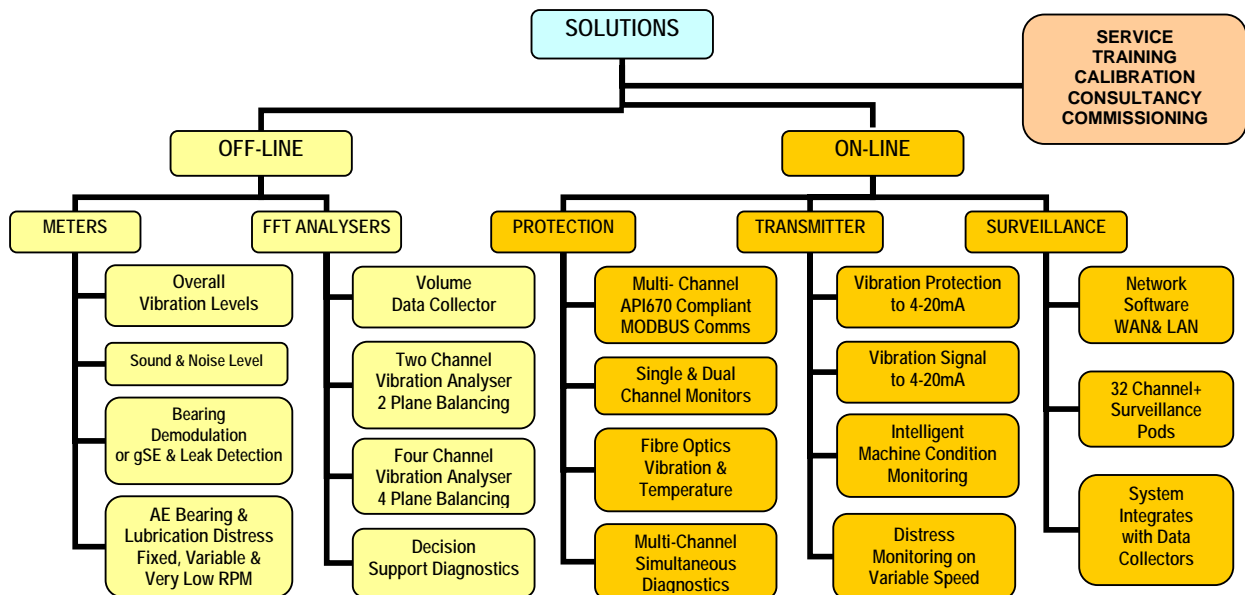 SOLUTIONS
SERVICE
TRAINING
CALIBRATION
CONSULTANCY
COMMISSIONING
OFF-LINE
ON-LINE
METERS
FFT ANALYSERS
PROTECTION
TRANSMITTER
SURVEILLANCE
Overall
Vibration Levels
Sound & Noise Level
Bearing
Demodulation
or gSE & Leak Detection
AE Bearing &
Lubrication Distress
Fixed, Variable &
Very Low RPM
Volume
Data Collector
Two Channel
Vibration Analyser
2 Plane Balancing
Four Channel
Vibration Analyser
4 Plane Balancing
Decision
Support Diagnostics
Multi- Channel
API670 Compliant
MODBUS Comms
Single & Dual
Channel Monitors
Fibre Optics
Vibration &
Temperature
Multi-Channel
Simultaneous
Diagnostics
Vibration Protection
to 4-20mA
Vibration Signal
to 4-20mA
Intelligent
Machine Condition
Monitoring
Distress
Monitoring on
Variable Speed
Network
Software
WAN& LAN
32 Channel+
Surveillance
Pods
System
Integrates
with Data
Collectors